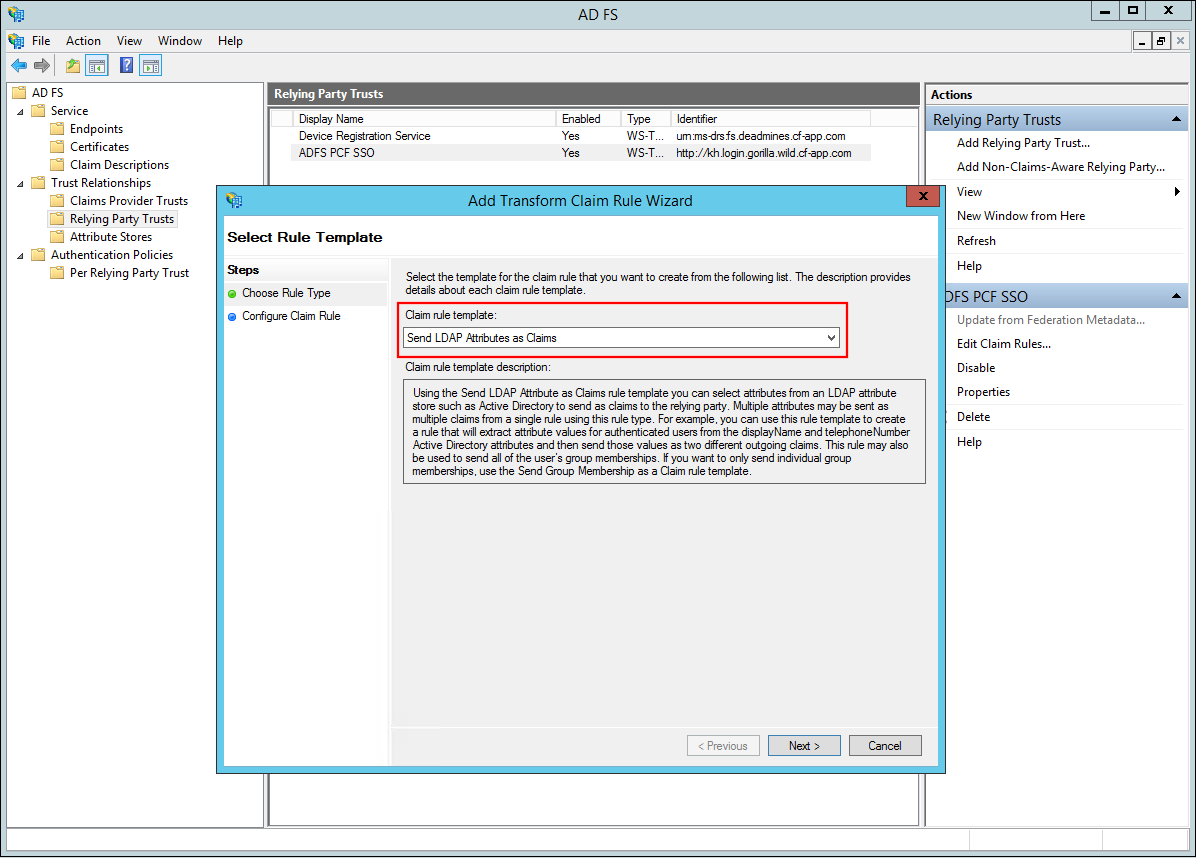 AD FS
File Action View Window Help
AD FS
Service
Endpoints
Certificates
Claim Descriptions
Trust Relationships
Claims Provider Trusts
Relying Party Trusts
Attribute Stores
Authentication Policies
Per Relying Party Trust
Relying Party Trusts
Display Name Enabled Type Identifier
Device Registration Service Yes WS-T... urn:ms-drs:fs.deadmines.cf-app.com
ADFS PCF SSO Yes WS-T... http://kh.login.gorilla.wild.cf-app.com
Add Transform Claim Rule Wizard
Select Rule Template
Steps
Choose Rule Type
Configure Claim Rule
Select the template for the claim rule that you want to create from the following list. The description provides
details about each claim rule template.
Claim rule template:
Send LDAP Attributes as Claims
Claim rule template description:
Using the Send LDAP Attribute as Claims rule template you can select attributes from an LDAP attribute
store such as Active Directory to send as claims to the relying party. Multiple attributes may be sent as
multiple claims from a single rule using this rule type. For example, you can use this rule template to create
a rule that will extract attribute values for authenticated users from the displayName and telephoneNumber
Active Directory attributes and then send those values as two different outgoing claims. This rule may also
be used to send all of the user's group memberships. If you want to only send individual group
memberships, use the Send Group Membership as a Claim rule template.
< Previous Next > Cancel
Actions
Relying Party Trusts
Add Relying Party Trust...
Add Non-Claims-Aware Relying Party...
View
New Window from Here
Refresh
Help
DFS PCF SSO
Update from Federation Metadata...
Edit Claim Rules...
Disable
Properties
Delete
Help